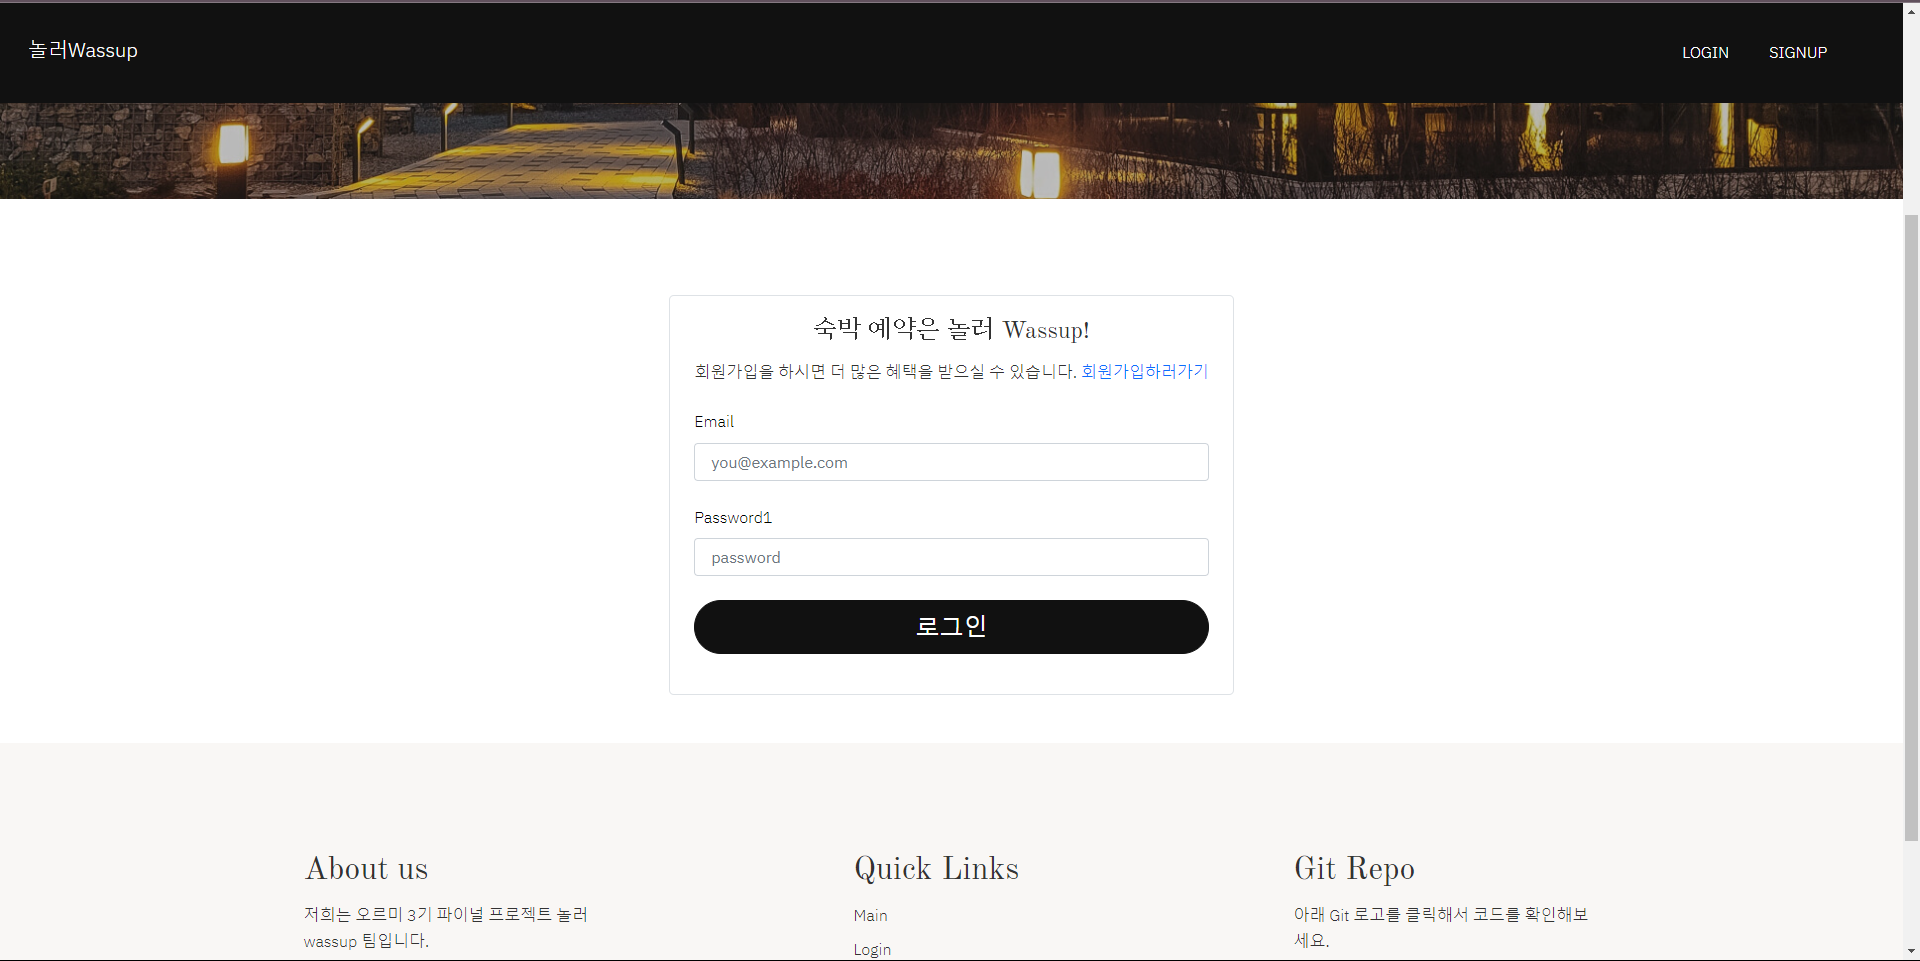 놀러Wassup
LOGIN
SIGNUP
숙박 예약은 놀러 Wassup!
회원가입을 하시면 더 많은 혜택을 받으실 수 있습니다. 회원가입하러가기
Email
you@example.com
Password1
password
로그인
About us
저희는 오르미 3기 파이널 프로젝트 놀러
wassup 팀입니다.
Quick Links
Main
Login
Git Repo
아래 Git 로고를 클릭해서 코드를 확인해보
세요.